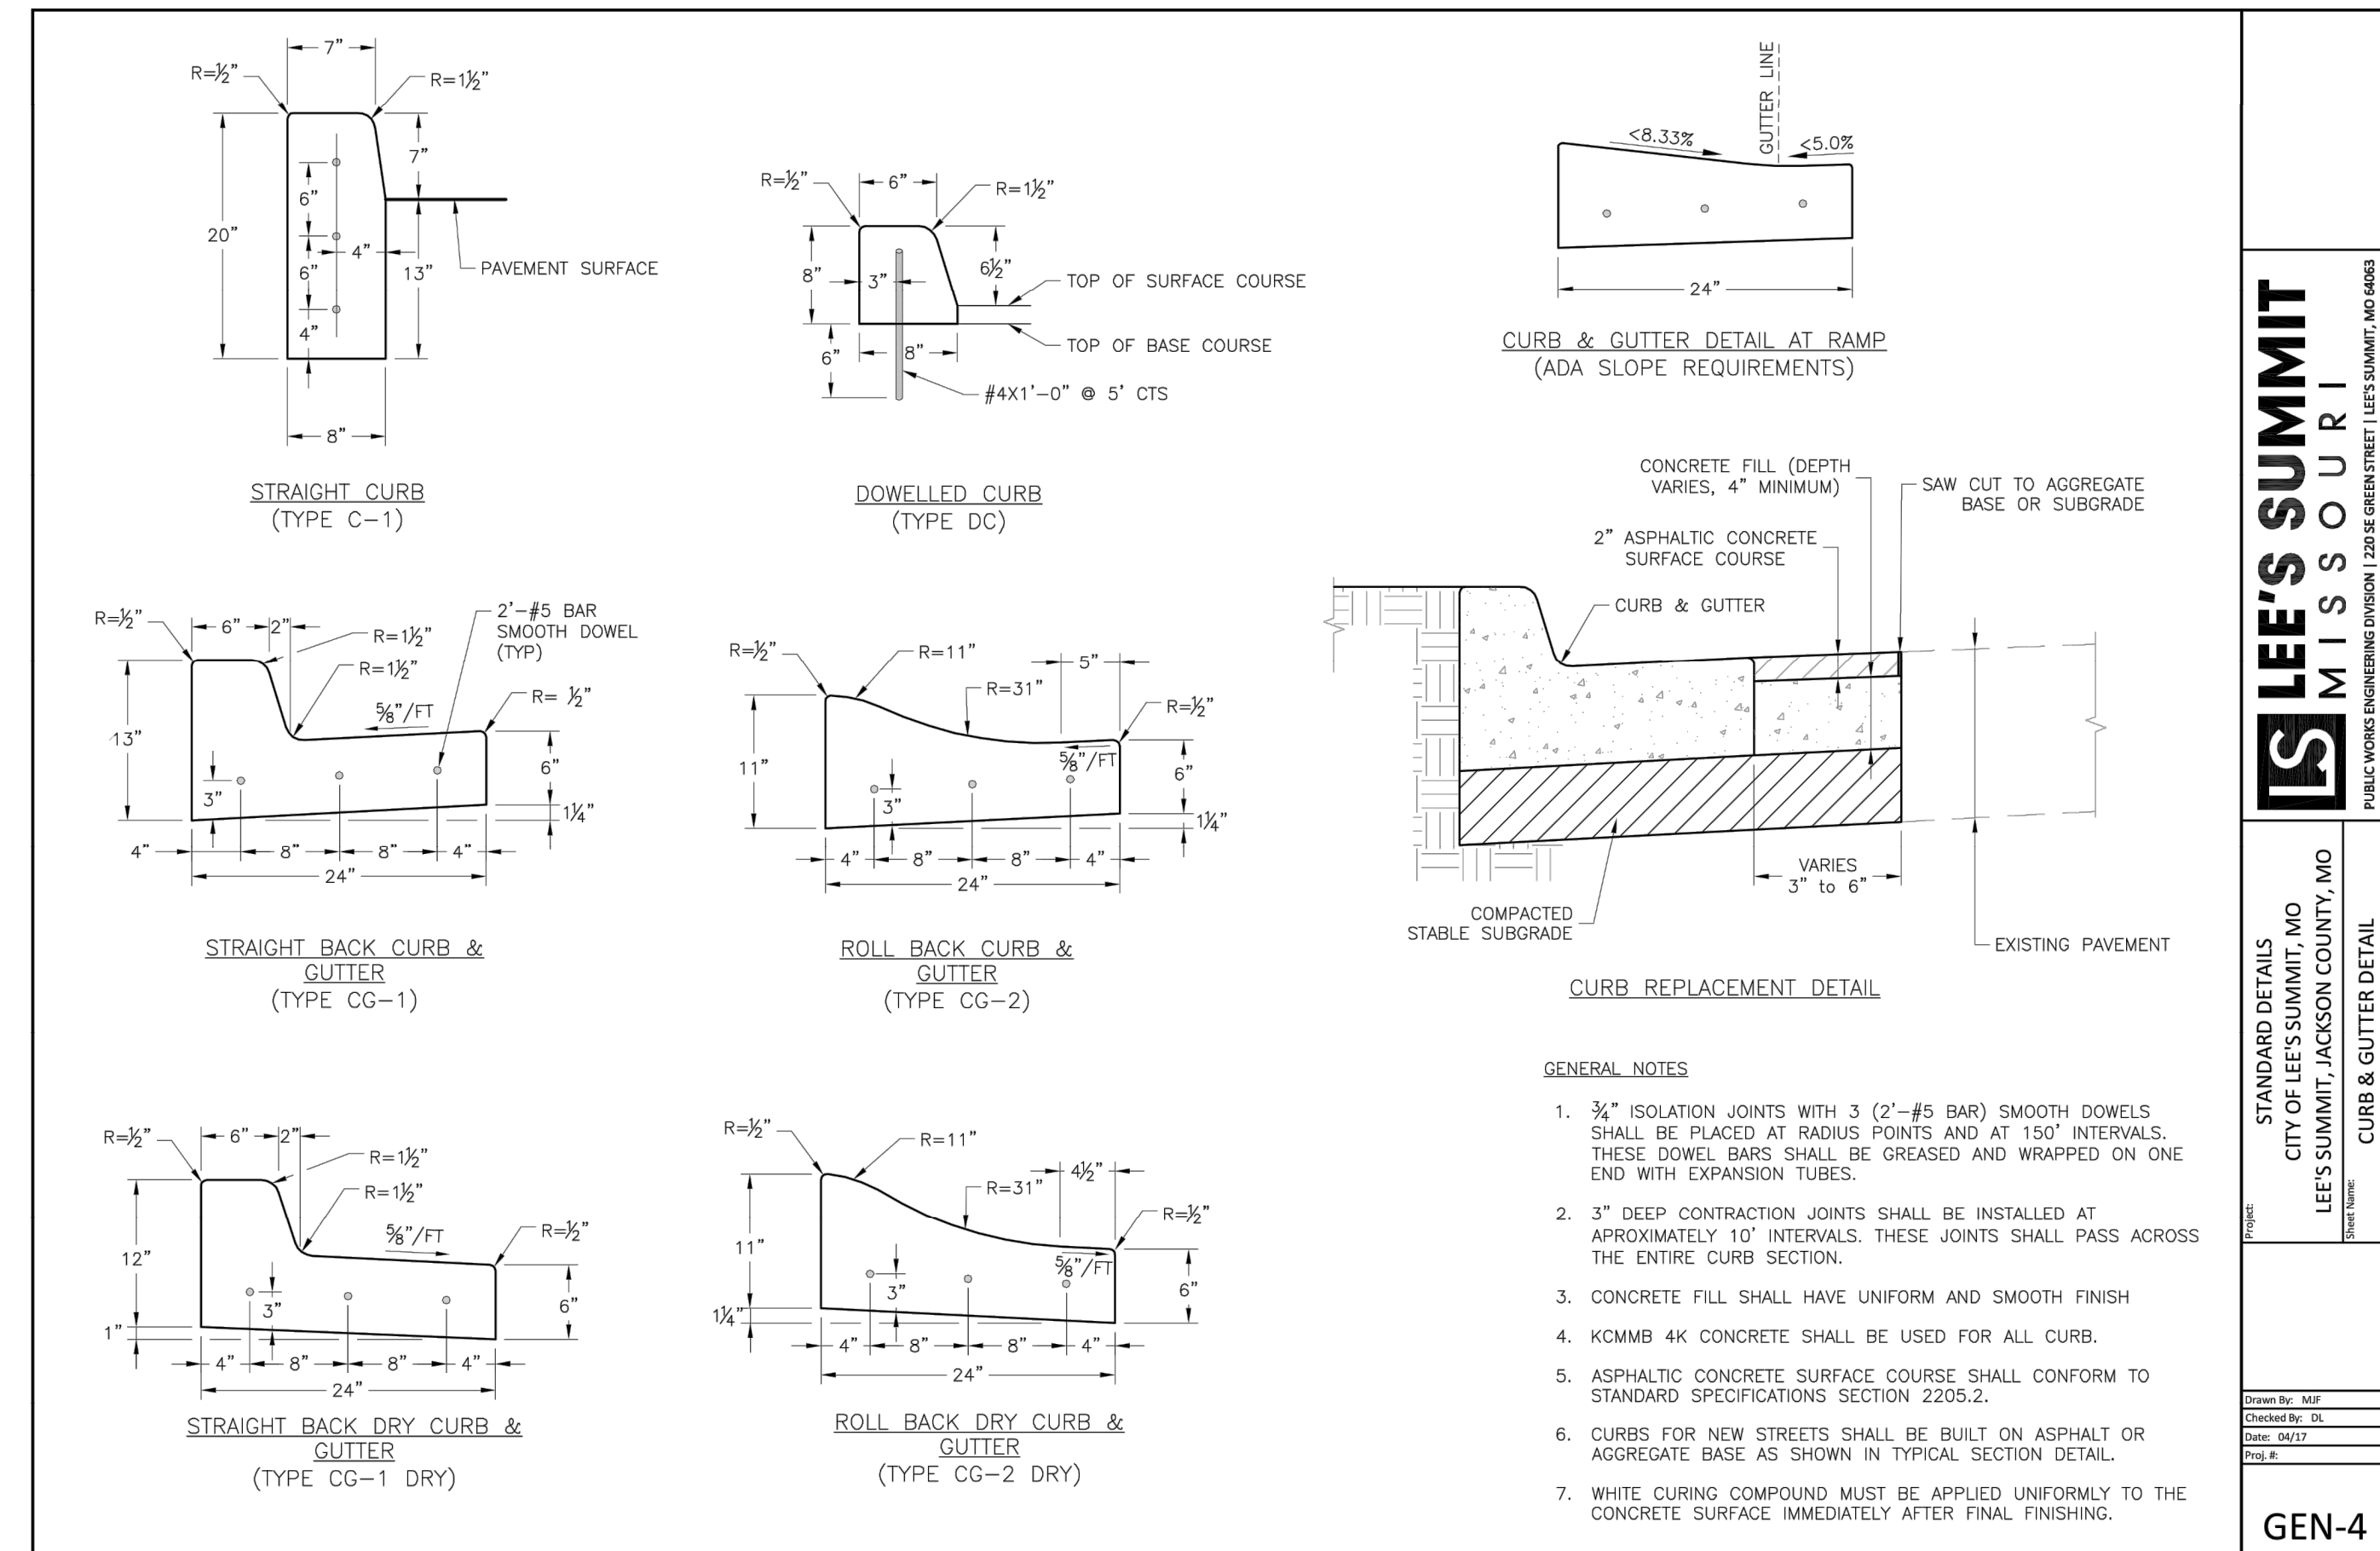 7"
R=½"
R=1½"
7"
6"
20"
4"
6"
13"
PAVEMENT SURFACE
4"
8"
STRAIGHT CURB
(TYPE C-1)
R=½"
6"
R=1½"
8"
3"
6½"
TOP OF SURFACE COURSE
TOP OF BASE COURSE
6"
8"
#4X1'-0" @ 5' CTS
DOWELLED CURB
(TYPE DC)
GUTTER LINE
<8.33%
<5.0%
24"
CURB & GUTTER DETAIL AT RAMP
(ADA SLOPE REQUIREMENTS)
R=½"
6"
2"
R=1½"
R=1½"
2'-#5 BAR
SMOOTH DOWEL
(TYP)
R= ½"
⅝"/FT
13"
3"
6"
1¼"
4"
8"
8"
4"
24"
STRAIGHT BACK CURB &
GUTTER
(TYPE CG-1)
R=½"
R=11"
R=31"
5"
R=½"
⅝"/FT
11"
3"
6"
1¼"
4"
8"
8"
4"
24"
ROLL BACK CURB &
GUTTER
(TYPE CG-2)
CONCRETE FILL (DEPTH
VARIES, 4" MINIMUM)
SAW CUT TO AGGREGATE
BASE OR SUBGRADE
2" ASPHALTIC CONCRETE
SURFACE COURSE
CURB & GUTTER
VARIES
3" to 6"
COMPACTED
STABLE SUBGRADE
EXISTING PAVEMENT
CURB REPLACEMENT DETAIL
R=½"
6"
2"
R=1½"
R=1½"
⅝"/FT
R=½"
12"
3"
6"
1"
4"
8"
8"
4"
24"
STRAIGHT BACK DRY CURB &
GUTTER
(TYPE CG-1 DRY)
R=½"
R=11"
R=31"
4½"
R=½"
⅝"/FT
11"
3"
6"
1¼"
4"
8"
8"
4"
24"
ROLL BACK DRY CURB &
GUTTER
(TYPE CG-2 DRY)
GENERAL NOTES
1. ¾" ISOLATION JOINTS WITH 3 (2'-#5 BAR) SMOOTH DOWELS
SHALL BE PLACED AT RADIUS POINTS AND AT 150' INTERVALS.
THESE DOWEL BARS SHALL BE GREASED AND WRAPPED ON ONE
END WITH EXPANSION TUBES.
2. 3" DEEP CONTRACTION JOINTS SHALL BE INSTALLED AT
APROXIMATELY 10' INTERVALS. THESE JOINTS SHALL PASS ACROSS
THE ENTIRE CURB SECTION.
3. CONCRETE FILL SHALL HAVE UNIFORM AND SMOOTH FINISH
4. KCMMB 4K CONCRETE SHALL BE USED FOR ALL CURB.
5. ASPHALTIC CONCRETE SURFACE COURSE SHALL CONFORM TO
STANDARD SPECIFICATIONS SECTION 2205.2.
6. CURBS FOR NEW STREETS SHALL BE BUILT ON ASPHALT OR
AGGREGATE BASE AS SHOWN IN TYPICAL SECTION DETAIL.
7. WHITE CURING COMPOUND MUST BE APPLIED UNIFORMLY TO THE
CONCRETE SURFACE IMMEDIATELY AFTER FINAL FINISHING.
LS LEE'S SUMMIT
MISSOURI
PUBLIC WORKS ENGINEERING DIVISION | 220 SE GREEN STREET | LEE'S SUMMIT, MO 64063
Project:
STANDARD DETAILS
CITY OF LEE'S SUMMIT, MO
LEE'S SUMMIT, JACKSON COUNTY, MO
Sheet Name:
CURB & GUTTER DETAIL
Drawn By: MJF
Checked By: DL
Date: 04/17
Proj. #:
GEN-4